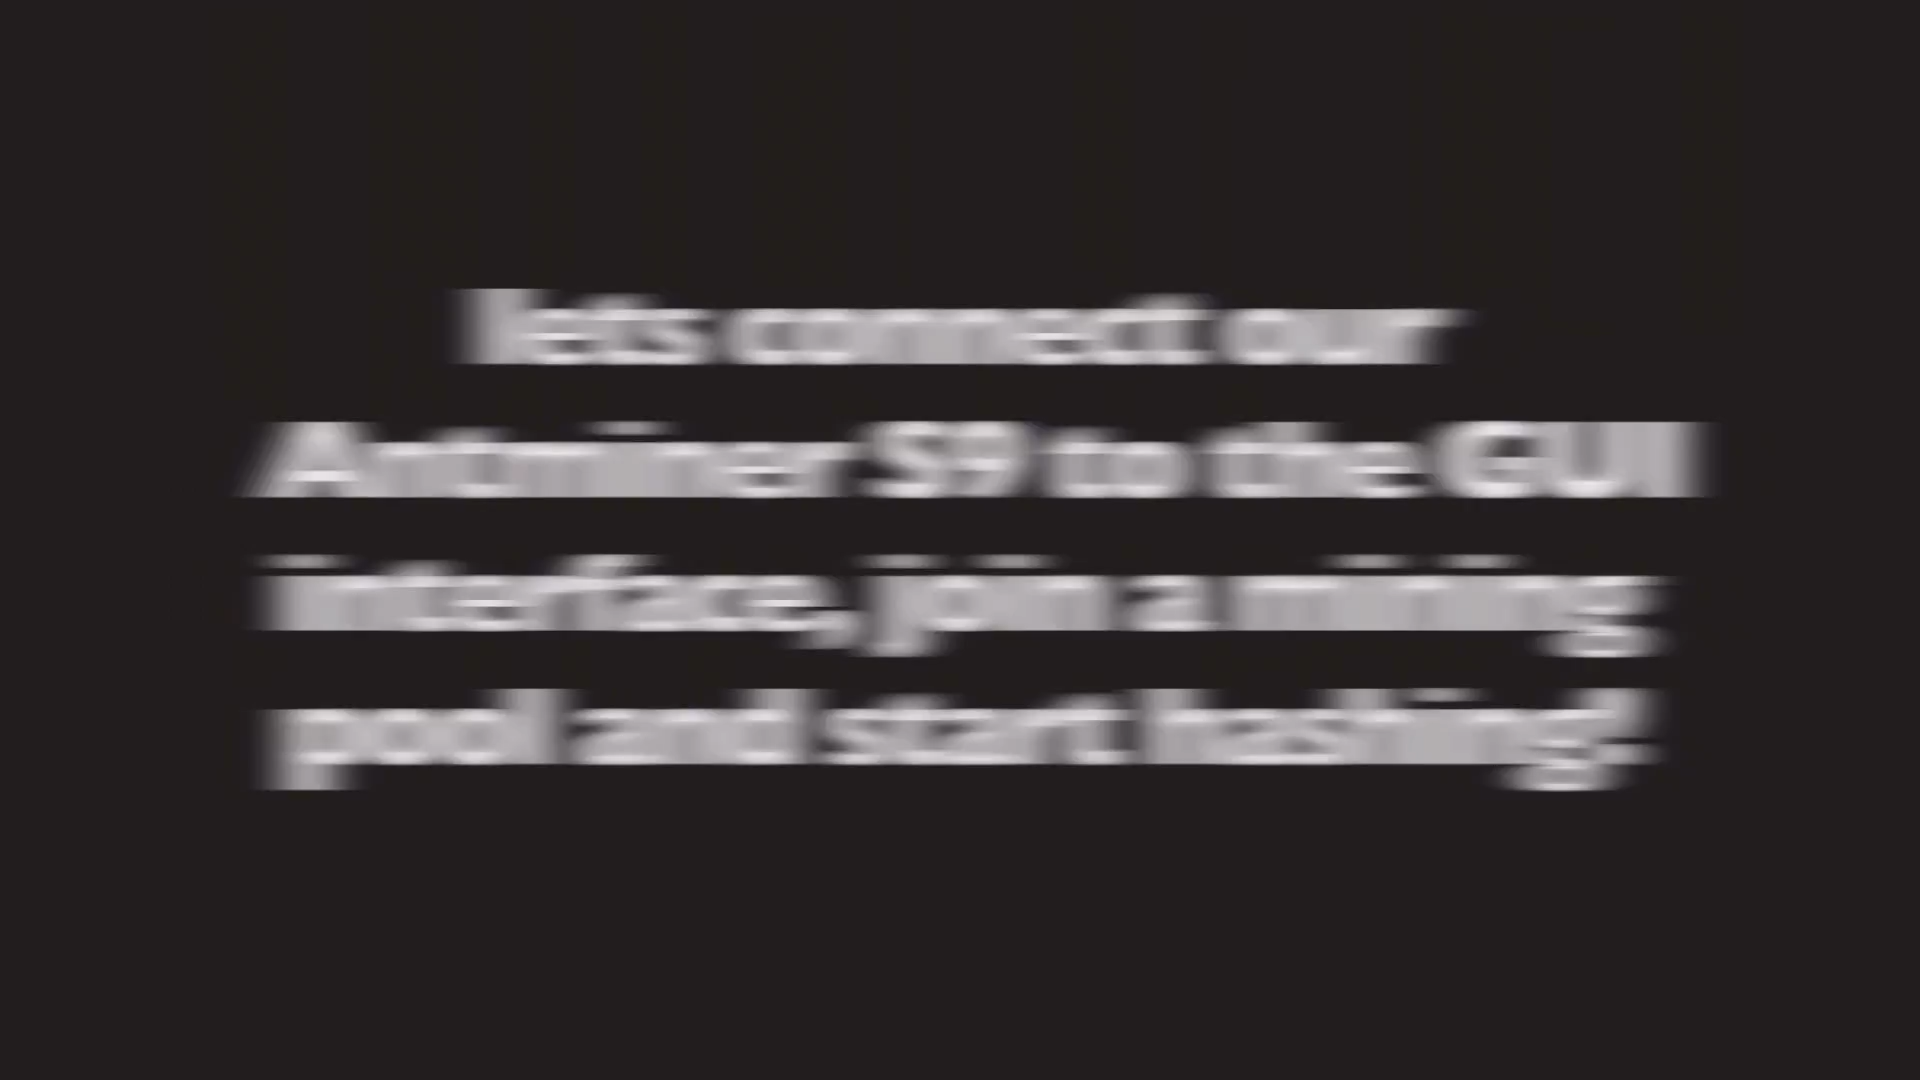 lets connect our
Antminer S9 to the GUI
interface, join a mining
pool and start hashing!